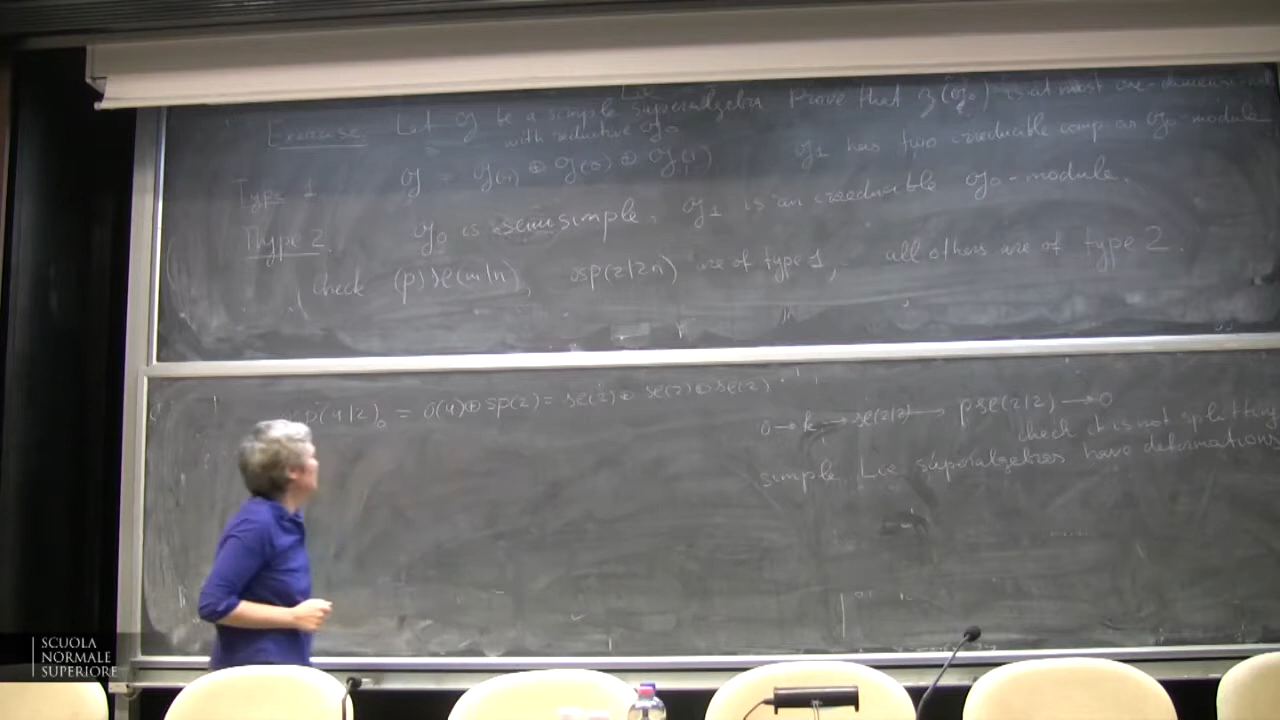 Exercise Let g be a simple Lie superalgebra Prove that z(g₀) is at most one-dimensional
with reductive g₀
Type 1 g = g(-1) ⊕ g(0) ⊕ g(1) g₁ has two irreducible comp as g₀-module
Type 2. g₀ is semisimple, g₁ is an irreducible g₀-module.
check (p)sl(m|n), osp(2|2n) are of type 1, all others are of type 2.
osp(4|2)₀ = o(4)⊕sp(2) = sl(2)⊕sl(2)⊕sl(2)
0 → k → sl(2|2) → psl(2|2) → 0
check it is not splitting
simple Lie superalgebras have deformations
SCUOLA
NORMALE
SUPERIORE